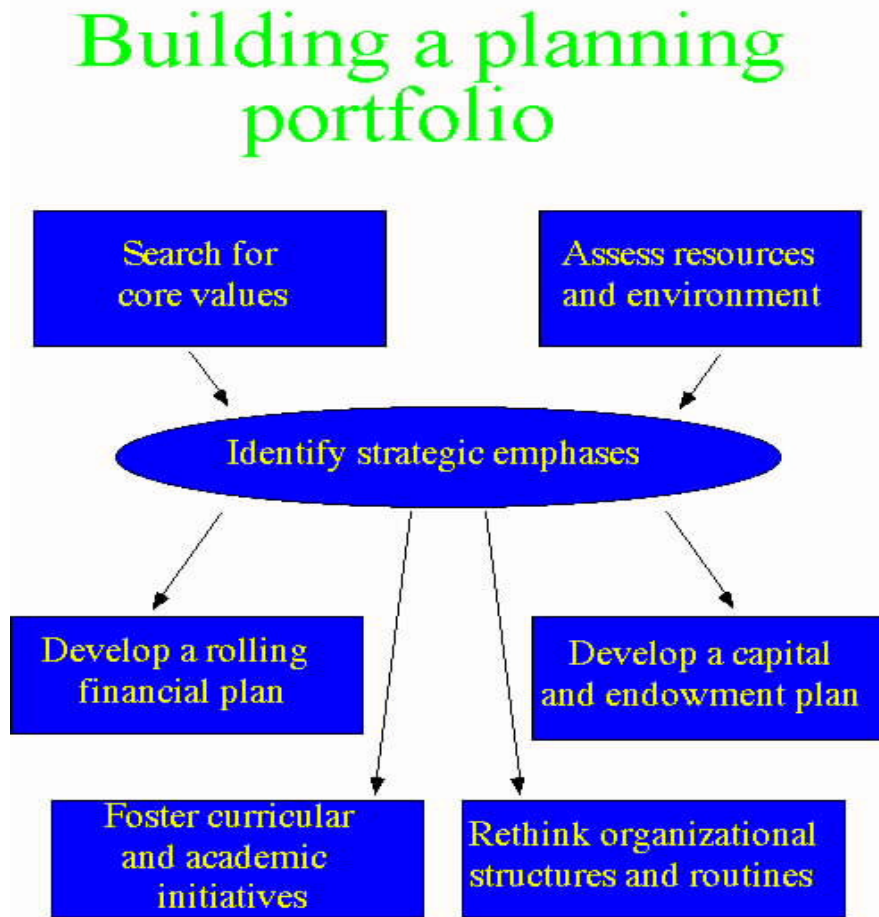 Building a planning
portfolio
Search for
core values
Assess resources
and environment
Identify strategic emphases
Develop a rolling
financial plan
Develop a capital
and endowment plan
Foster curricular
and academic
initiatives
Rethink organizational
structures and routines